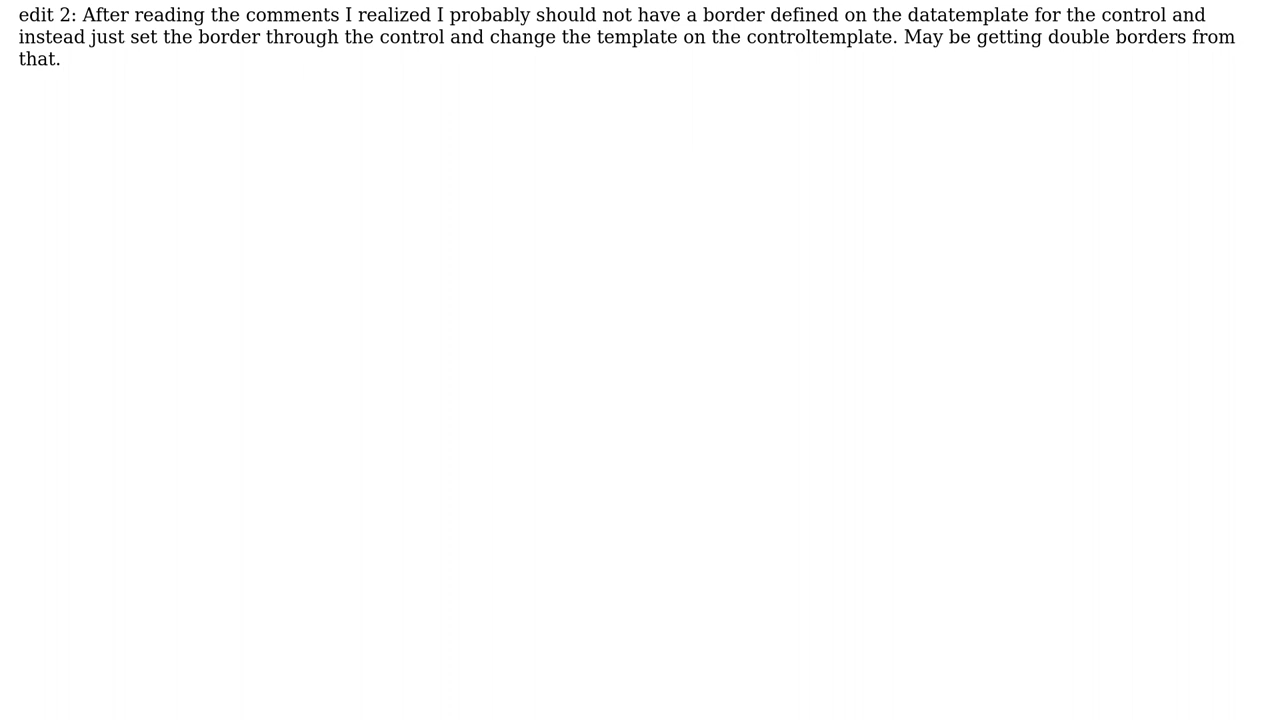 edit 2: After reading the comments I realized I probably should not have a border defined on the datatemplate for the control and
instead just set the border through the control and change the template on the controltemplate. May be getting double borders from
that.